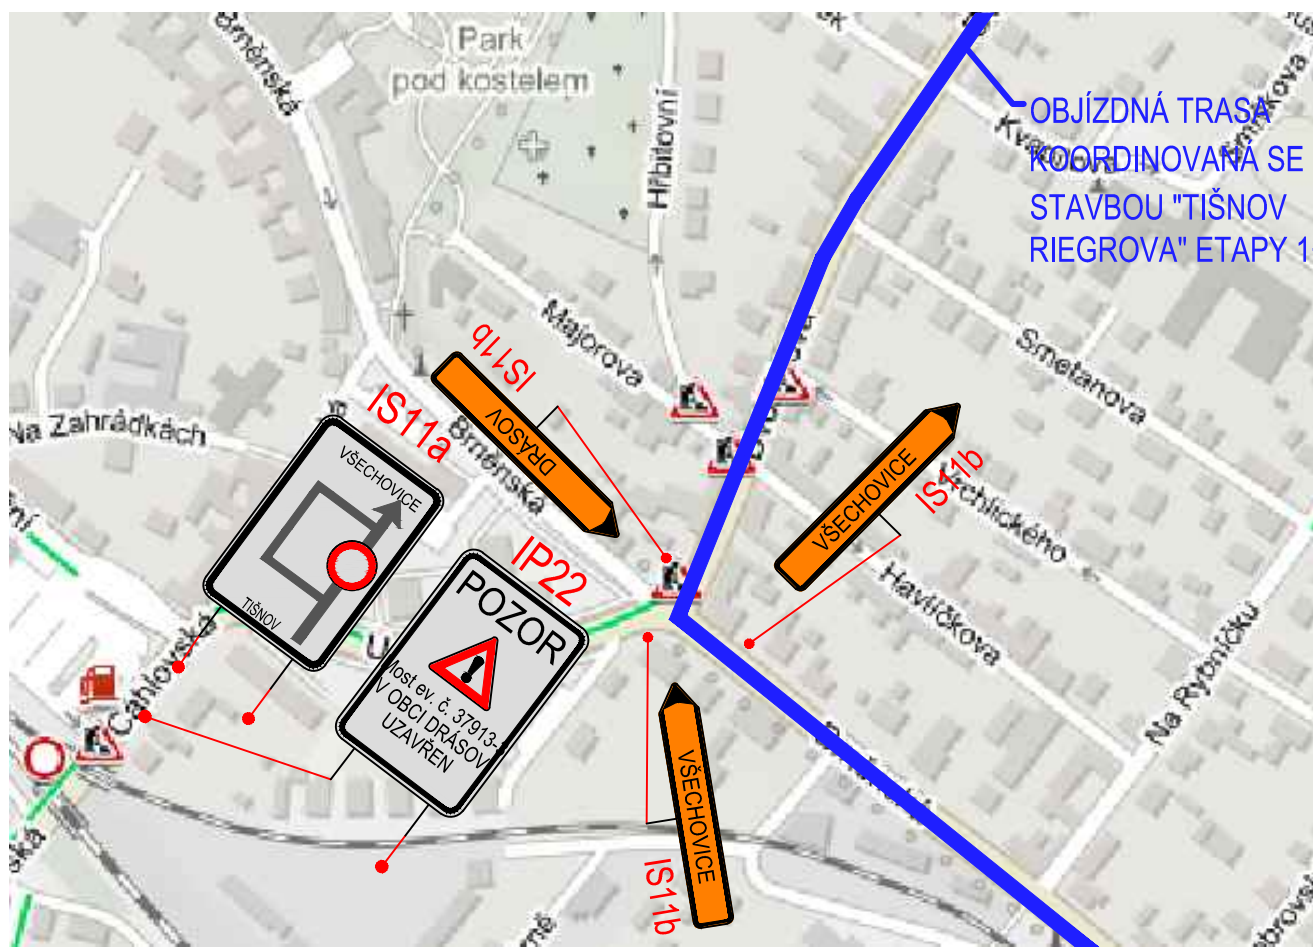 Brněnská
Park
pod kostelem
Hřbitovní
OBJÍZDNÁ TRASA
KOORDINOVANÁ SE
STAVBOU "TIŠNOV
RIEGROVA" ETAPY 1
Majorova
Smetanova
IS11b
DRÁSOV
IS11a
Na Zahrádkách
Brněnská
VŠECHOVICE
TIŠNOV
IP22
POZOR
Most ev. č. 37913-
V OBCI DRÁSOV
UZAVŘEN
VŠECHOVICE
IS11b
Vrchlického
Havlíčkova
Na Rybníčku
VŠECHOVICE
IS11b